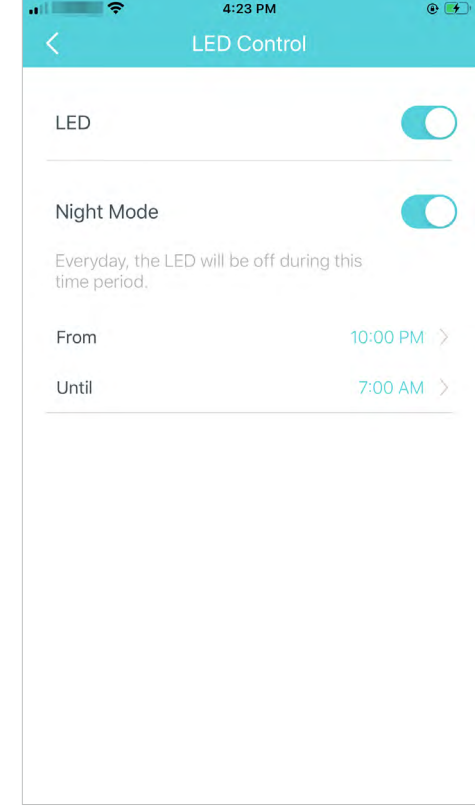 4:23 PM
LED Control
LED
Night Mode
Everyday, the LED will be off during this
time period.
From 10:00 PM
Until 7:00 AM